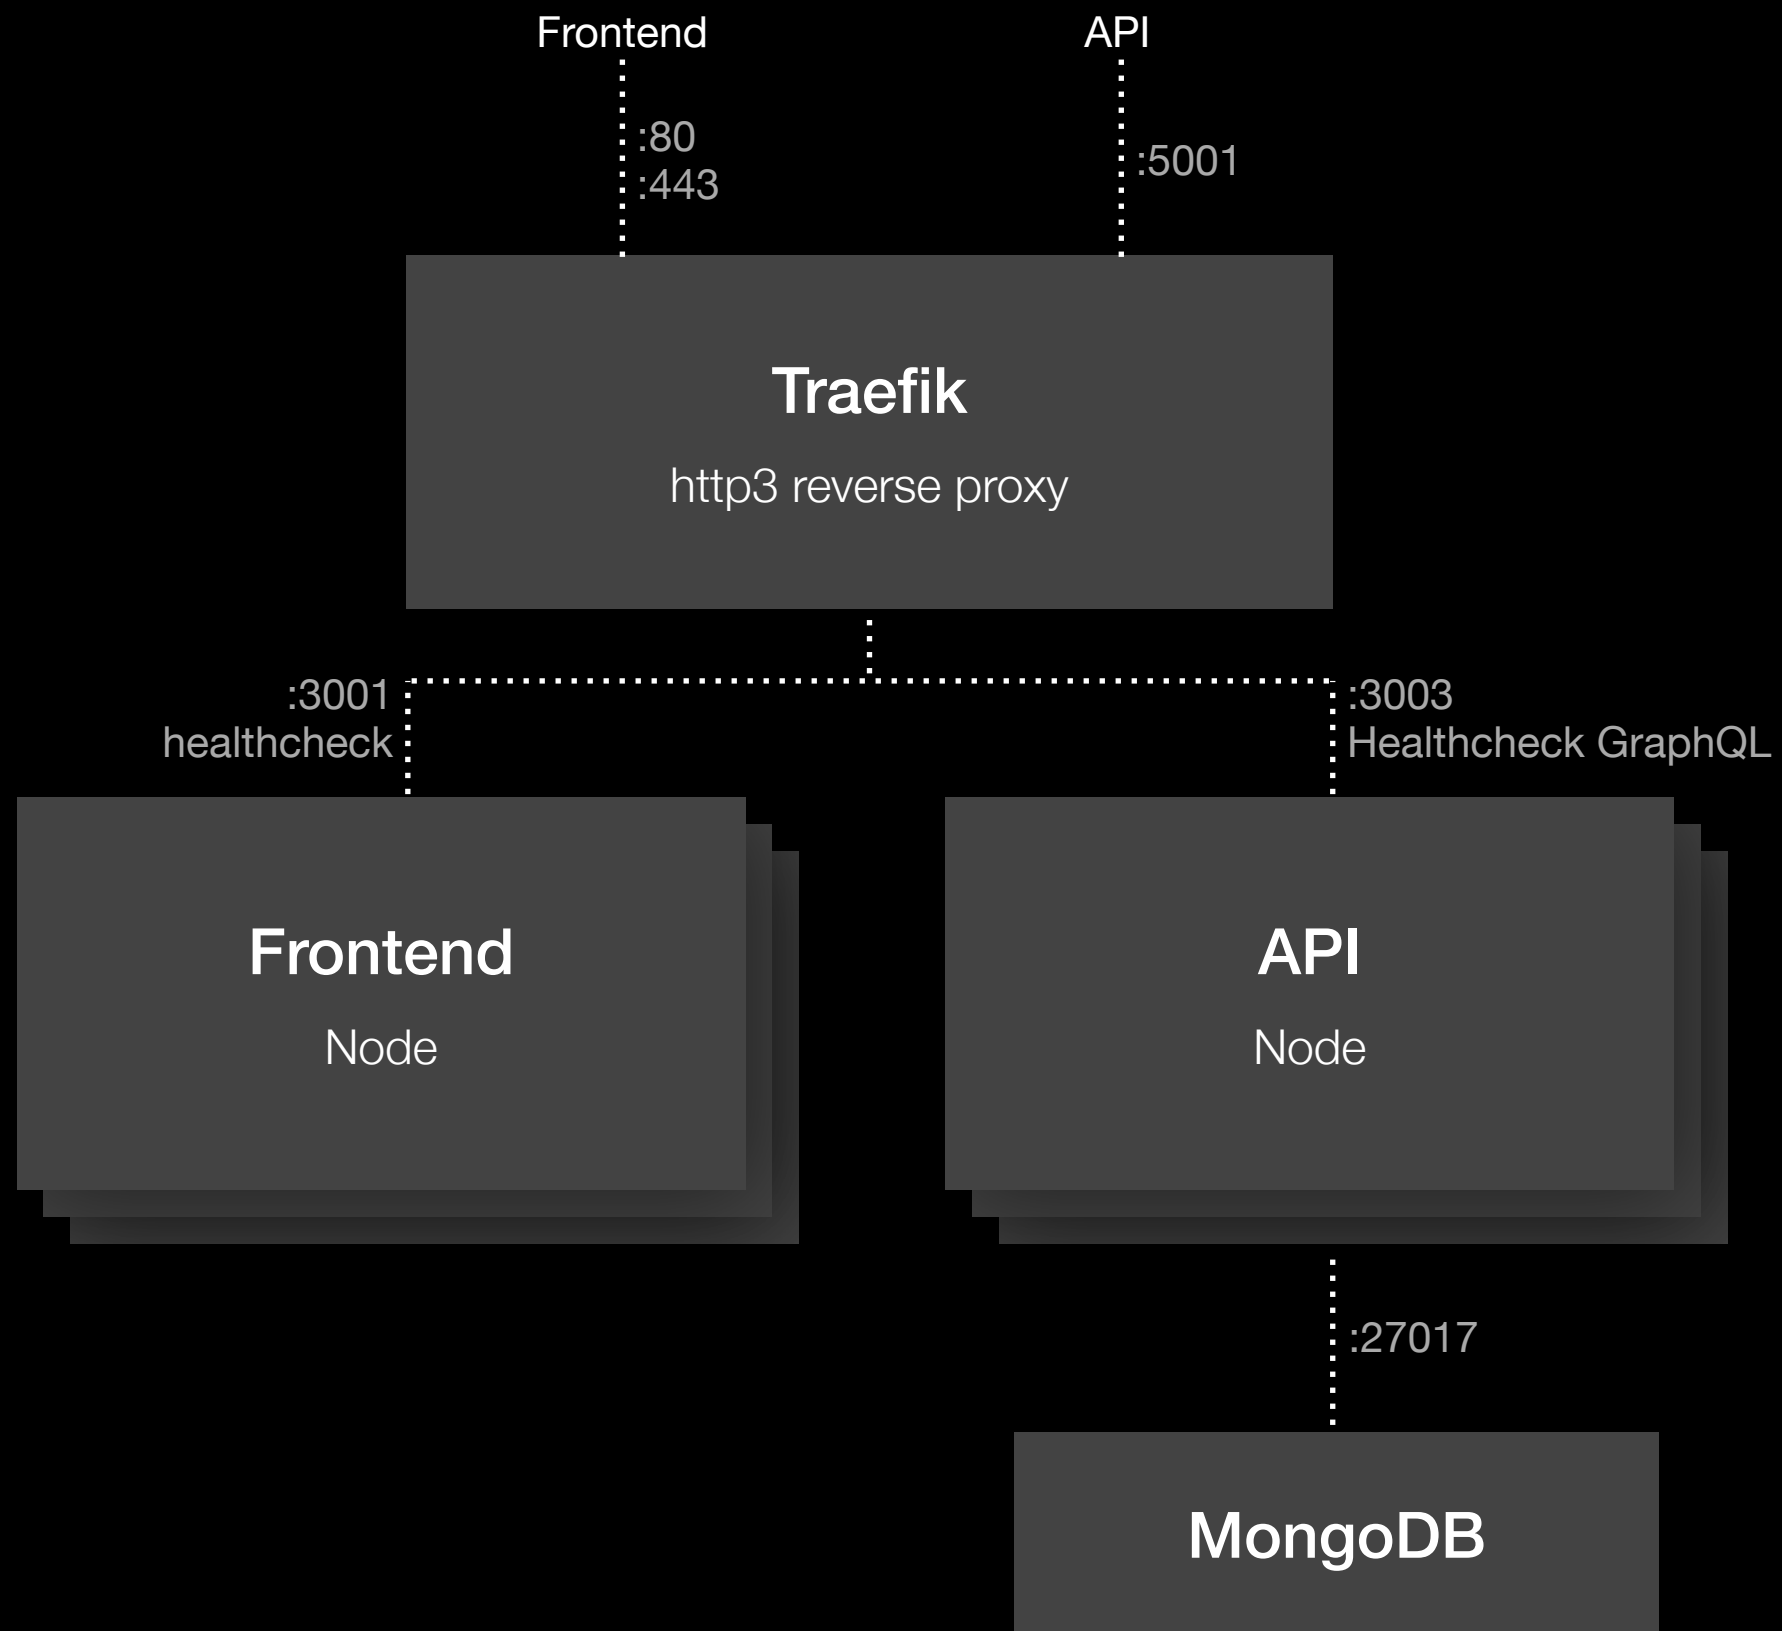 Frontend
API
:80
:443
:5001
Traefik
http3 reverse proxy
:3001
healthcheck
:3003
Healthcheck GraphQL
Frontend
Node
API
Node
:27017
MongoDB